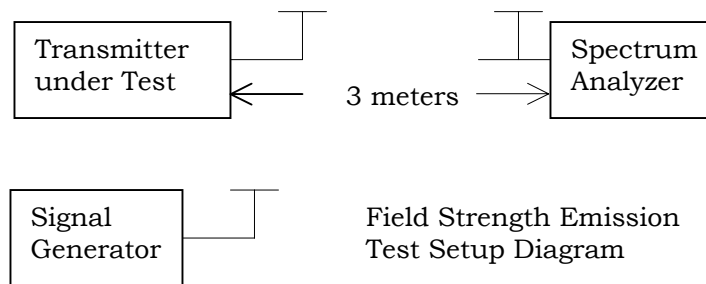 Transmitter
under Test
Spectrum
Analyzer
3 meters
Signal
Generator
Field Strength Emission
Test Setup Diagram